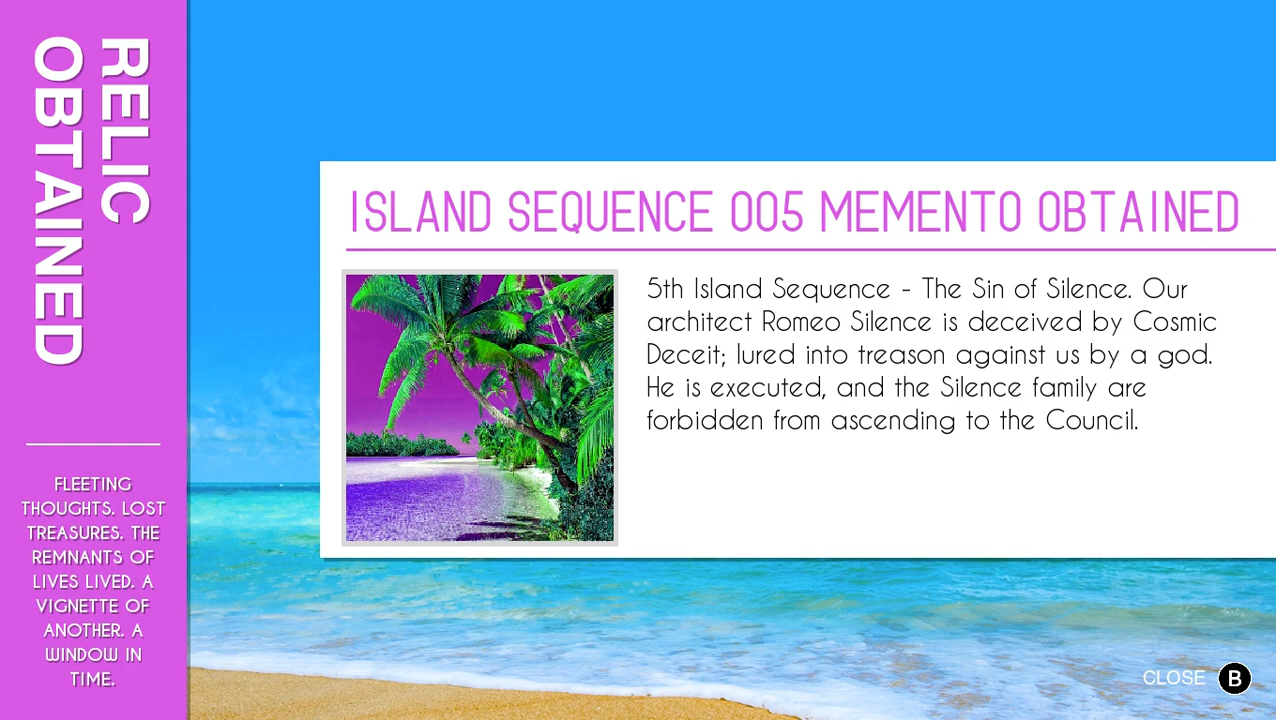 RELIC
OBTAINED
FLEETING
THOUGHTS. LOST
TREASURES. THE
REMNANTS OF
LIVES LIVED. A
VIGNETTE OF
ANOTHER. A
WINDOW IN
TIME.
ISLAND SEQUENCE 005 MEMENTO OBTAINED
5th Island Sequence - The Sin of Silence. Our
architect Romeo Silence is deceived by Cosmic
Deceit; lured into treason against us by a god.
He is executed, and the Silence family are
forbidden from ascending to the Council.
CLOSE B